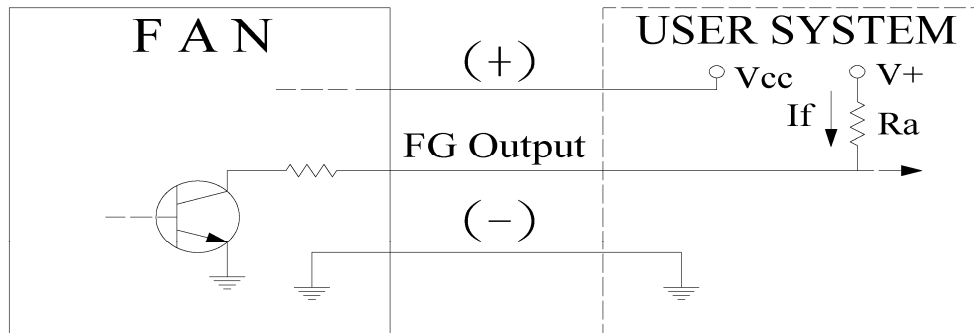 F A N
USER SYSTEM
(+)
Vcc
V+
If
Ra
FG Output
(−)